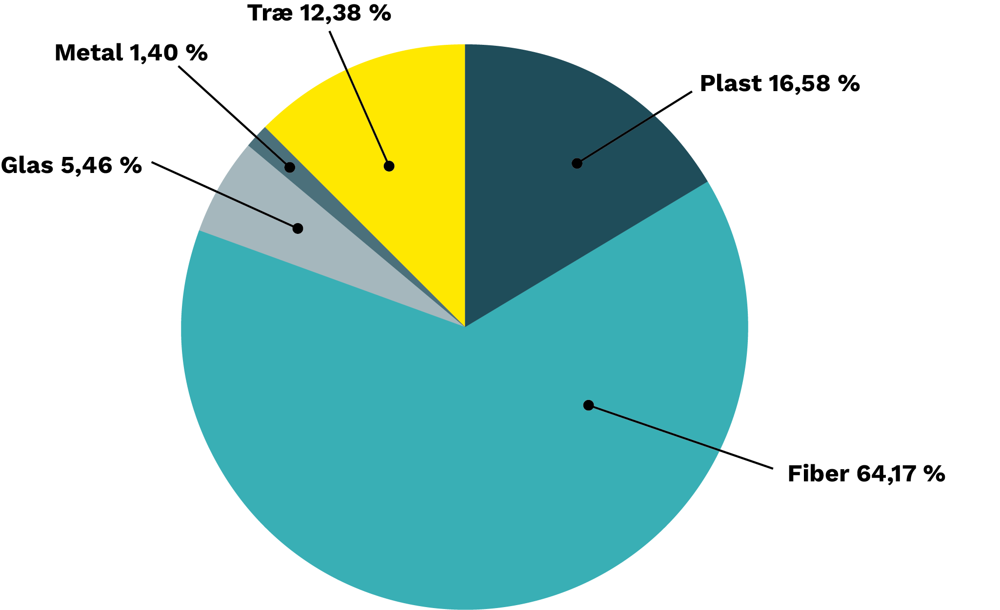 Træ 12,38 %
Metal 1,40 %
Plast 16,58 %
Glas 5,46 %
Fiber 64,17 %